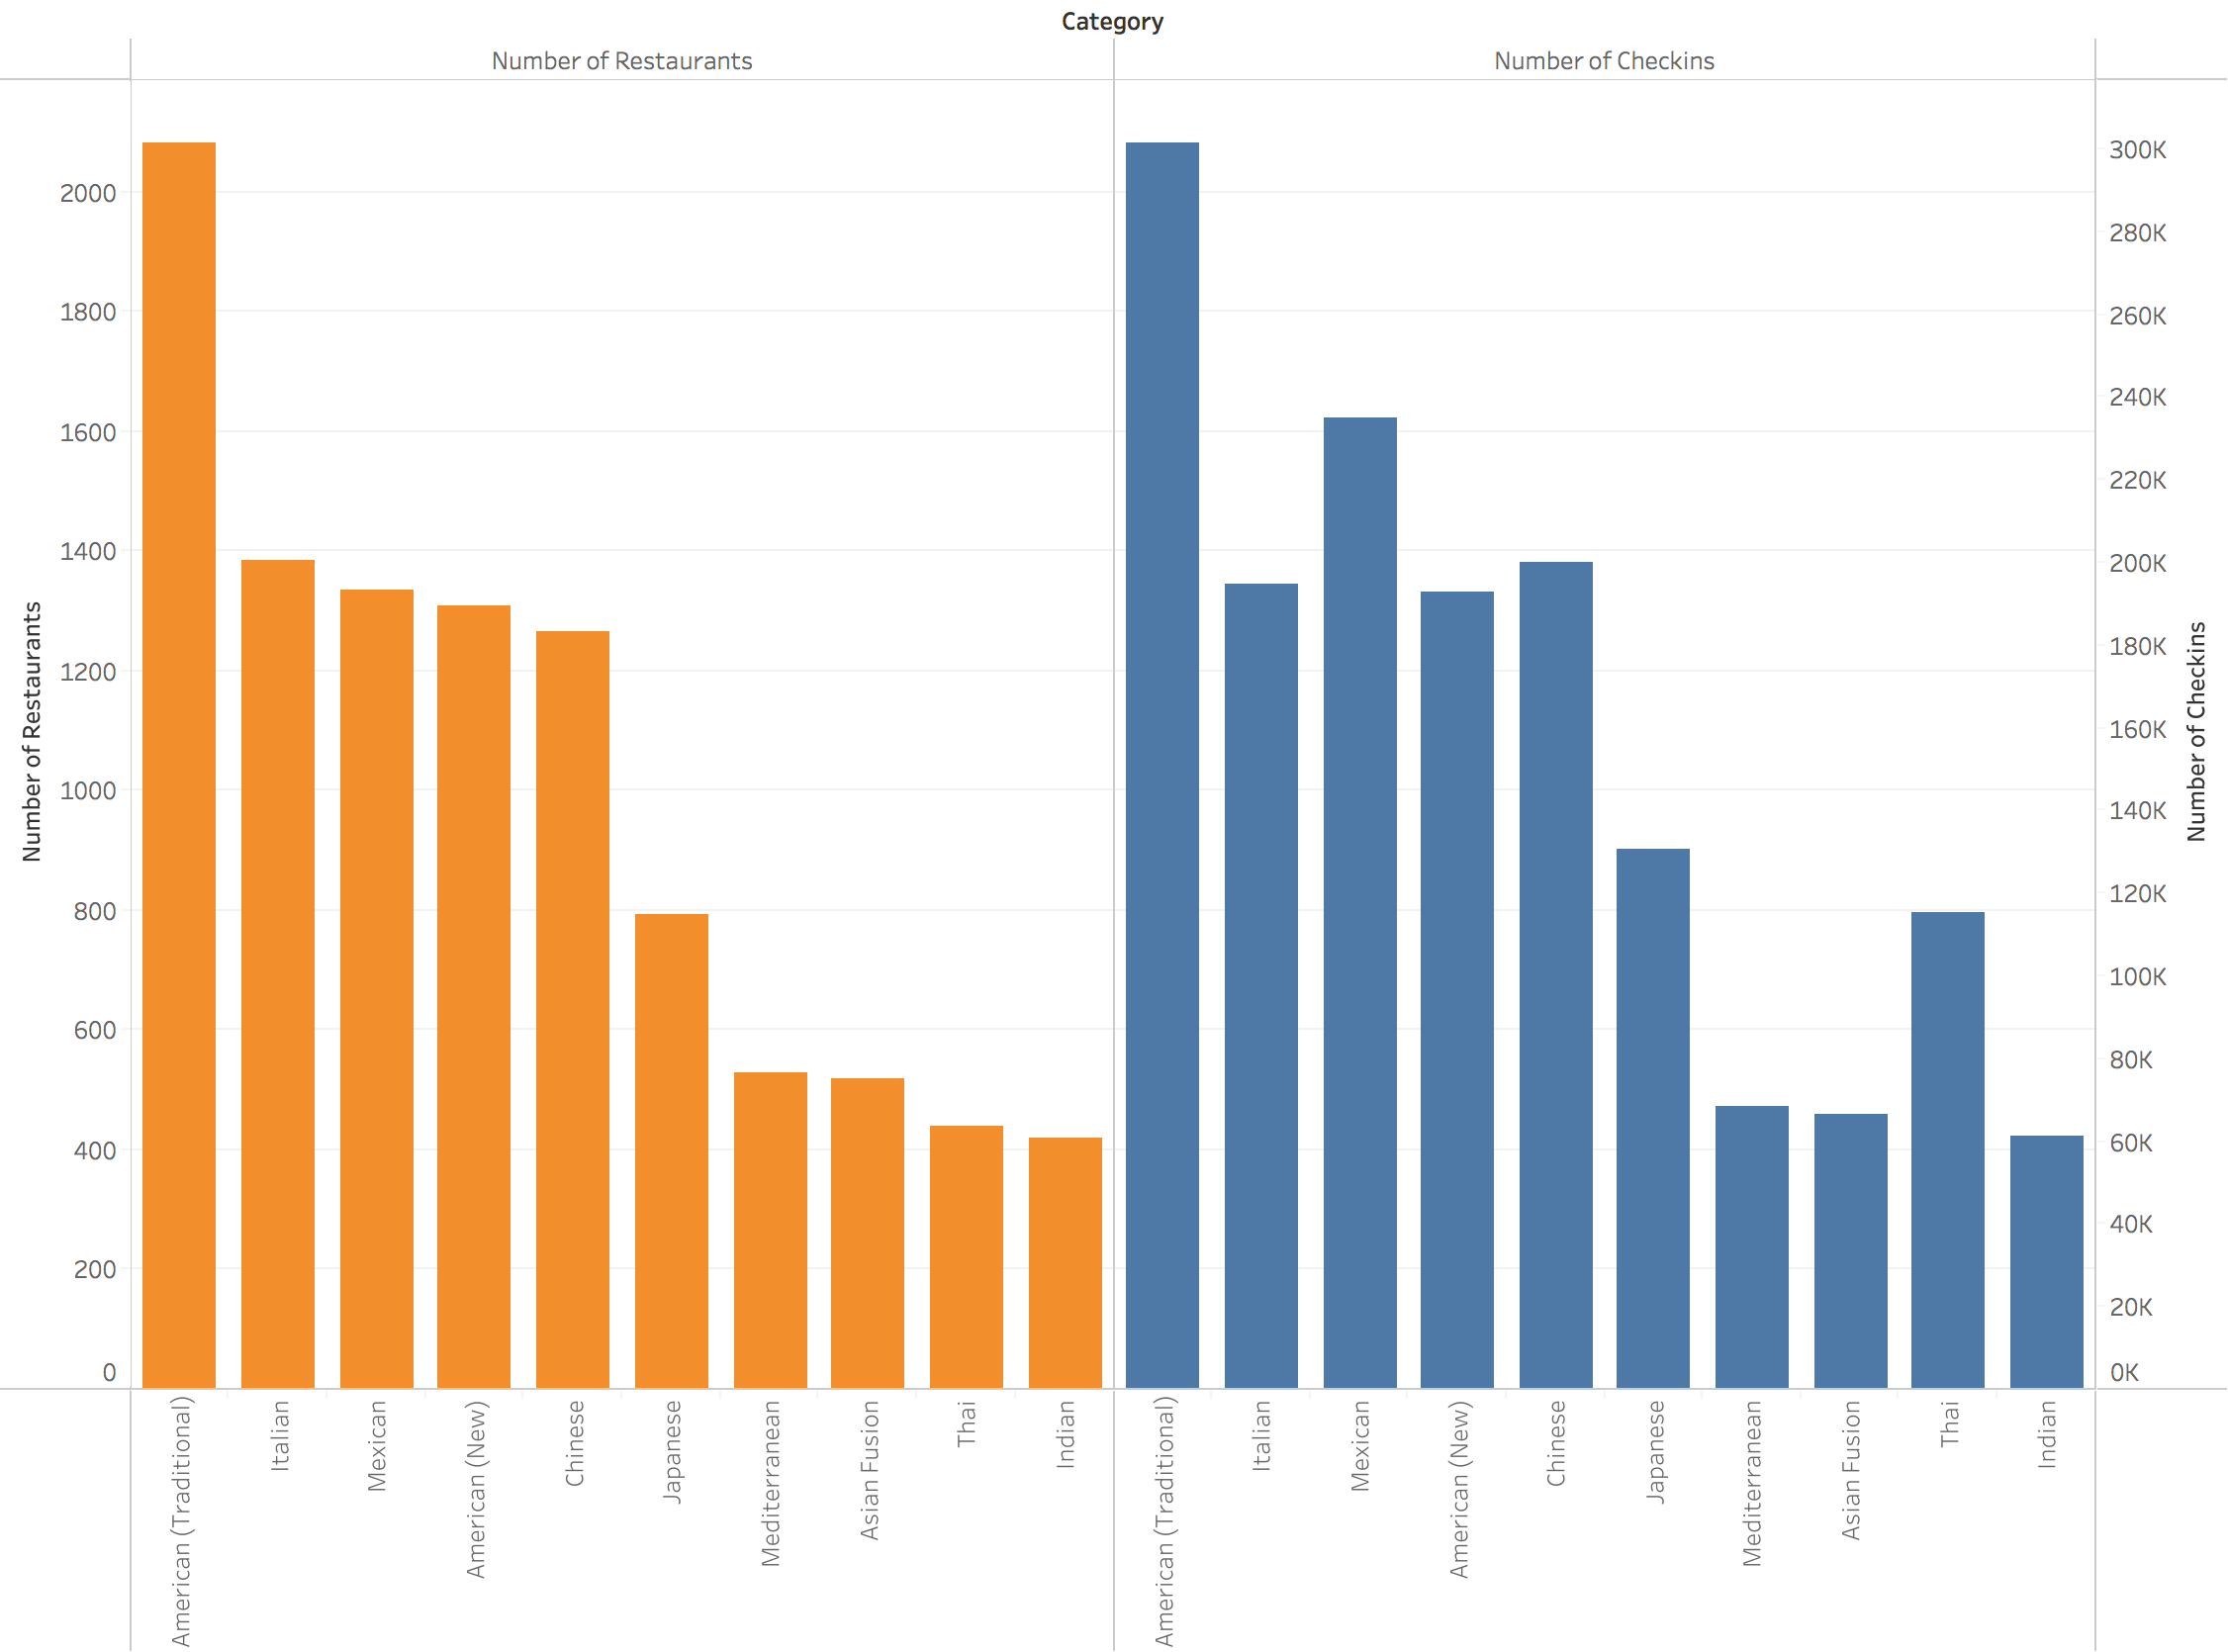 Category
Number of Restaurants
Number of Checkins
Number of Restaurants
2000
1800
1600
1400
1200
1000
800
600
400
200
0
300K
280K
260K
240K
220K
200K
180K
160K
140K
120K
100K
80K
60K
40K
20K
0K
Number of Checkins
American (Traditional)
Italian
Mexican
American (New)
Chinese
Japanese
Mediterranean
Asian Fusion
Thai
Indian
American (Traditional)
Italian
Mexican
American (New)
Chinese
Japanese
Mediterranean
Asian Fusion
Thai
Indian